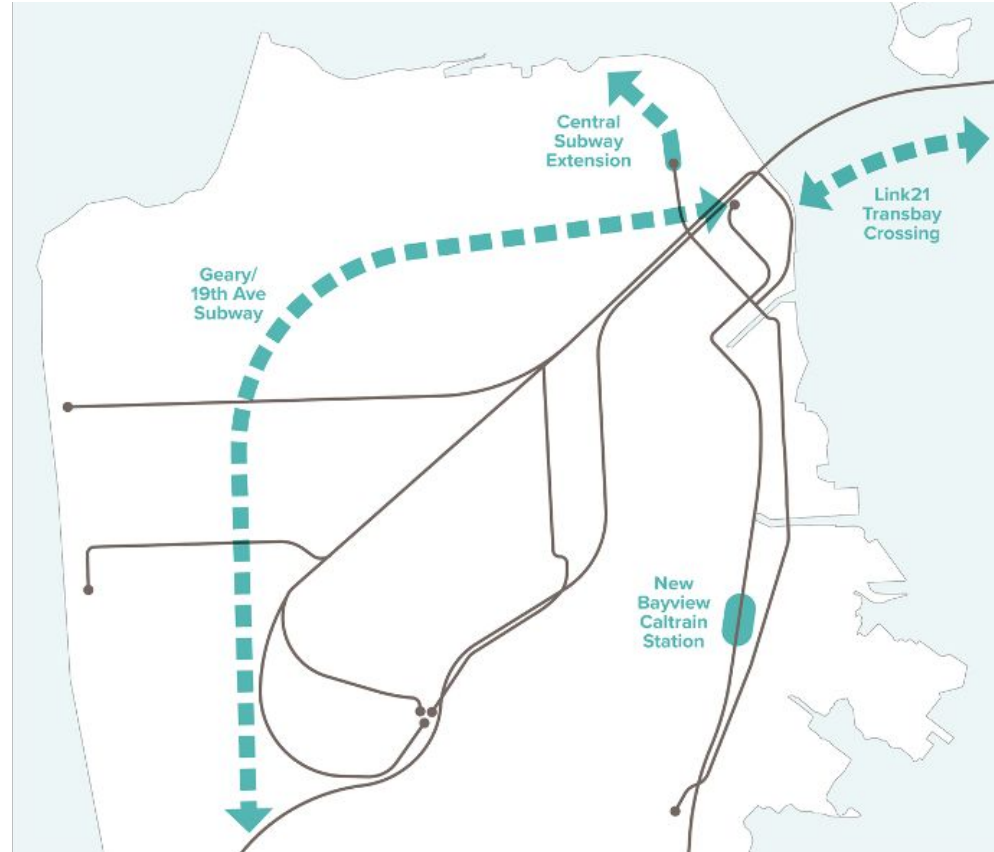 Central
Subway
Extension
Link21
Transbay
Crossing
Geary/
19th Ave
Subway
New
Bayview
Caltrain
Station